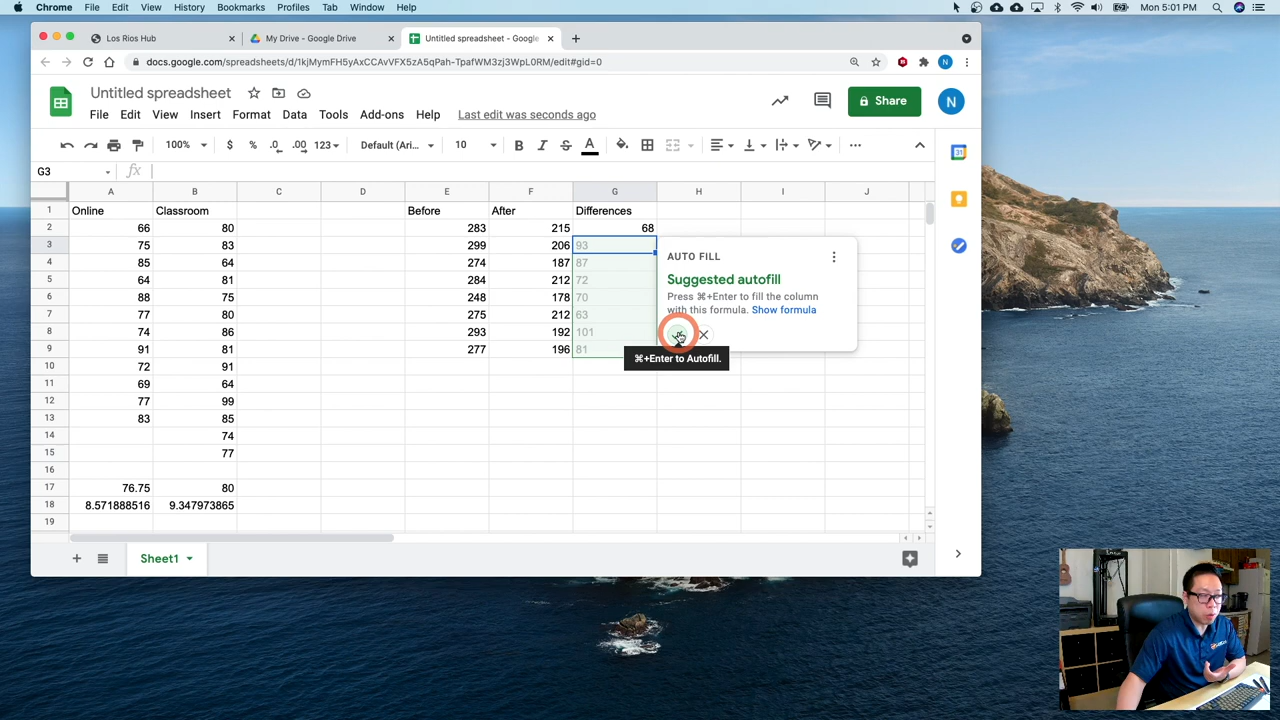 Chrome File Edit View History Bookmarks Profiles Tab Window Help Mon 5:01 PM
Los Rios Hub My Drive - Google Drive Untitled spreadsheet - Goog
docs.google.com/spreadsheets/d/1kjMymFH5yAxCCAvVFX5zA5qPah-TpafWM3zj3WpL0RM/edit#gid=0 N
Untitled spreadsheet
File Edit View Insert Format Data Tools Add-ons Help Last edit was seconds ago
Share N
100% $ % .0 .00 123 Default (Ari... 10 B I S A
31
G3 fx
A B C D E F G H I J
1 Online Classroom Before After Differences
2 66 80 283 215 68
3 75 83 299 206 93
4 85 64 274 187 87
5 64 81 284 212 72
6 88 75 248 178 70
7 77 80 275 212 63
8 74 86 293 192 101
9 91 81 277 196 81
10 72 91
11 69 64
12 77 99
13 83 85
14 74
15 77
16
17 76.75 80
18 8.571888516 9.347973865
19
AUTO FILL
Suggested autofill
Press ⌘+Enter to fill the column
with this formula. Show formula
⌘+Enter to Autofill.
Sheet1